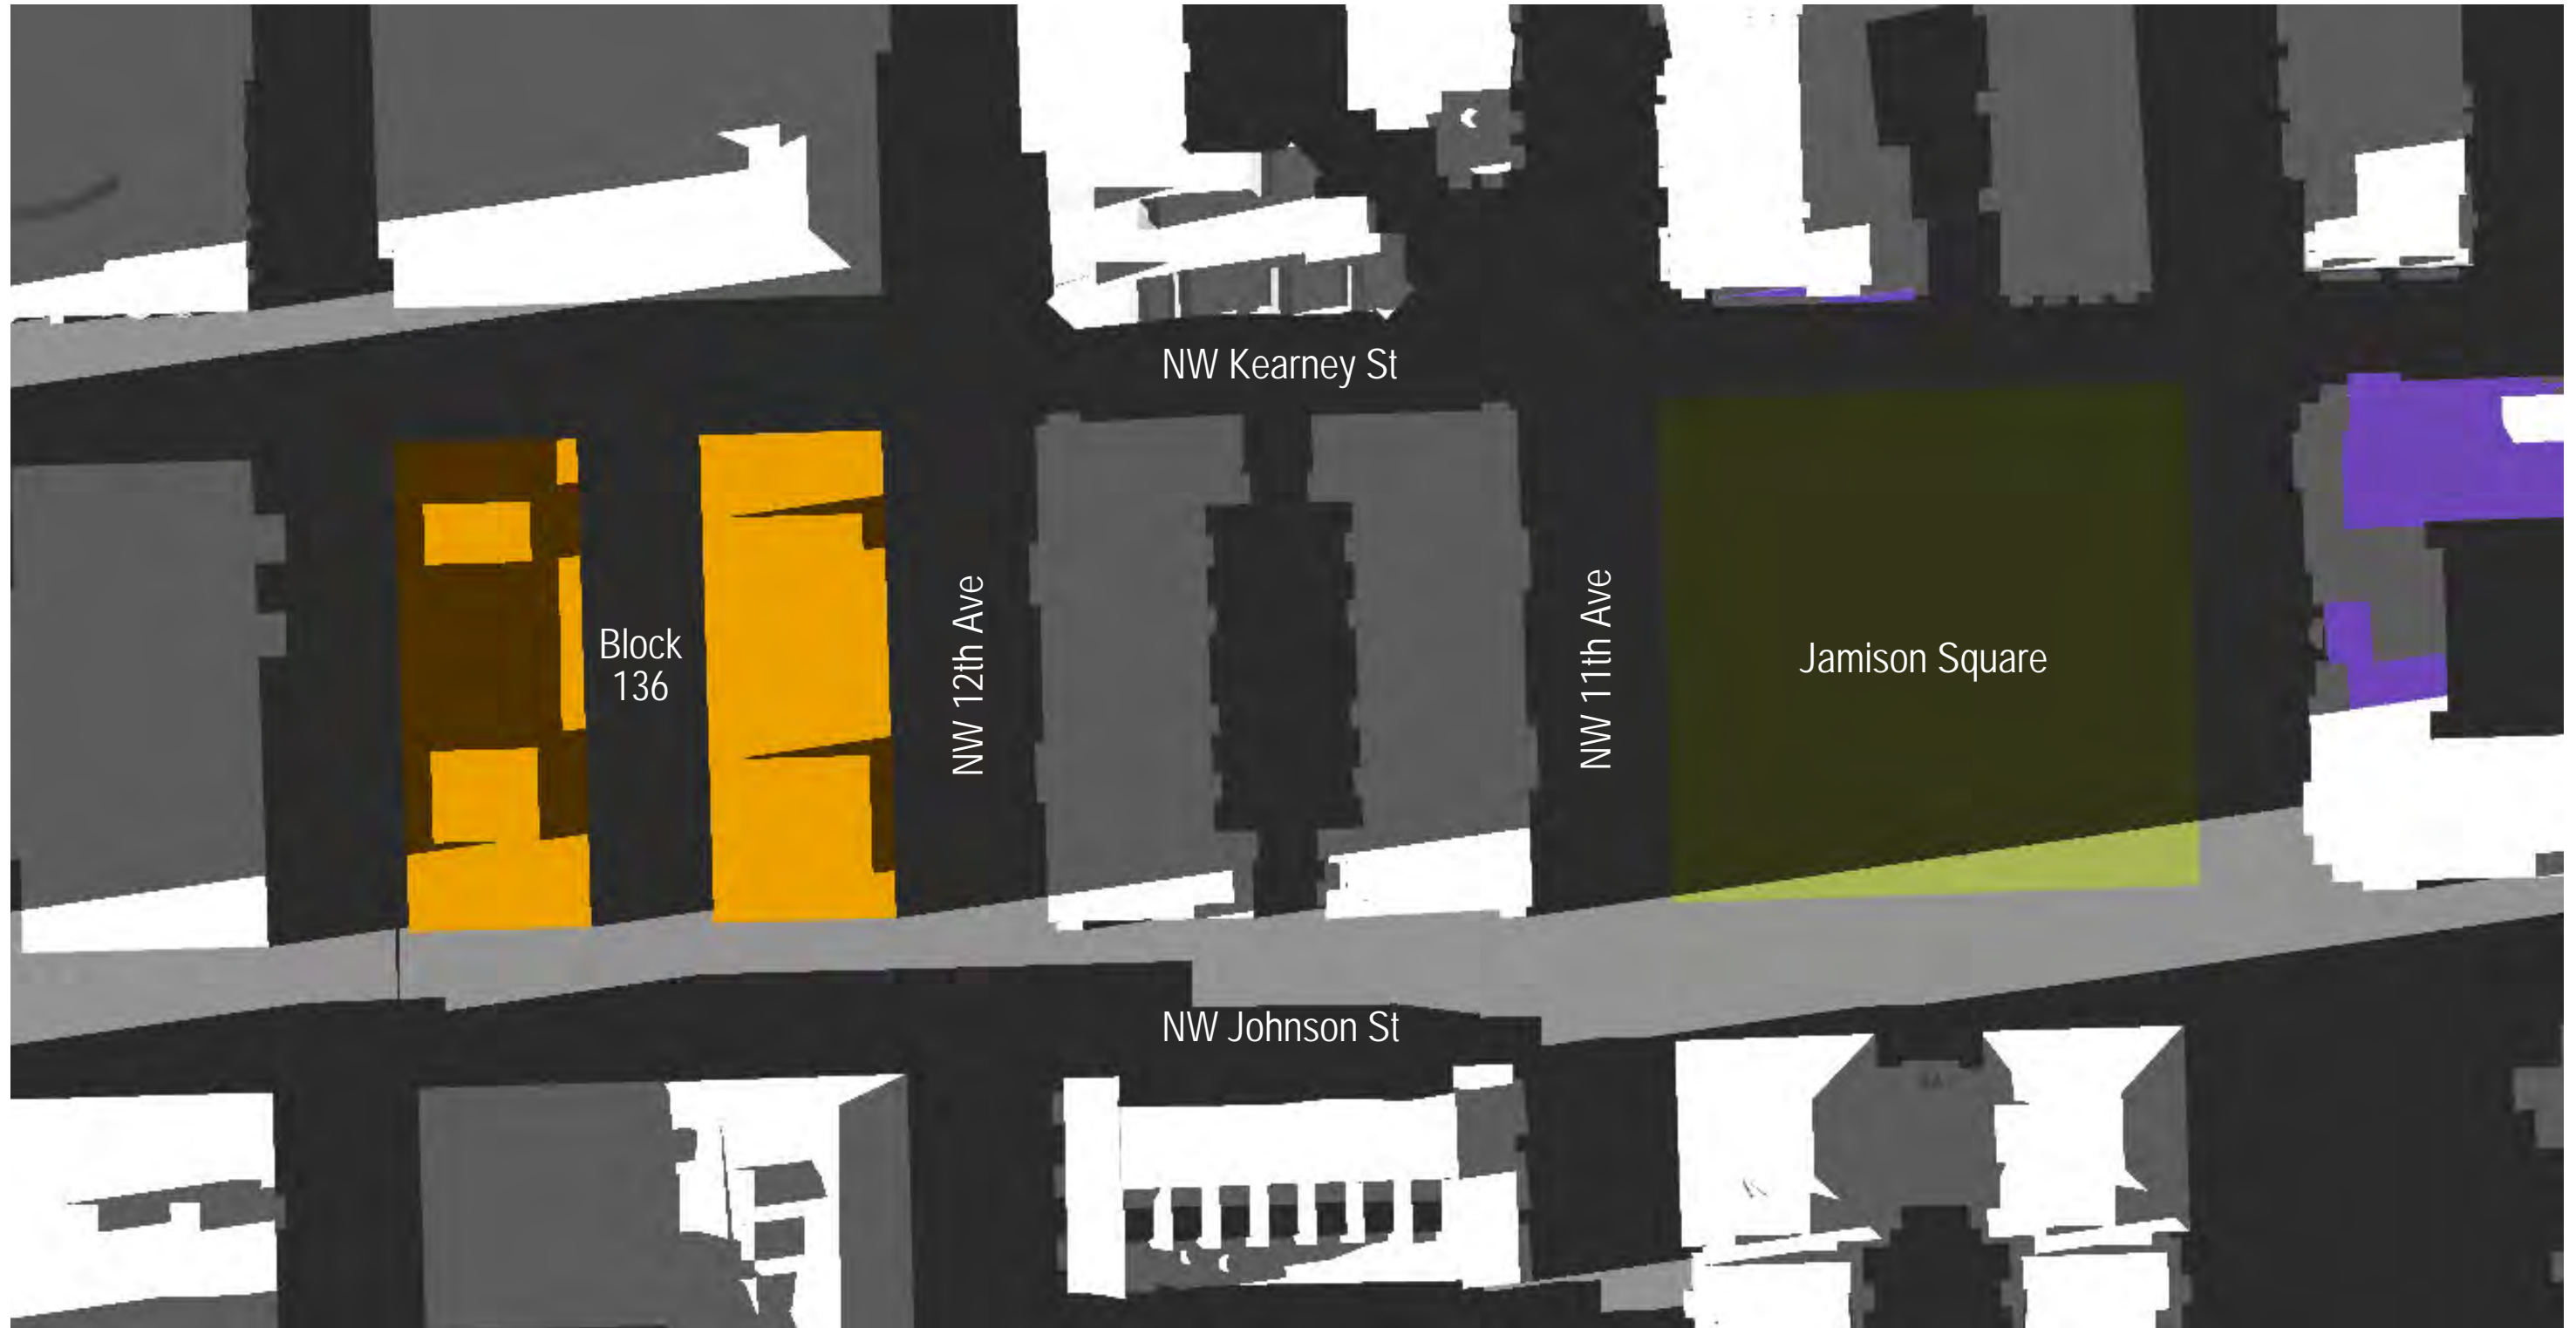 NW Kearney St
Block
136
NW 12th Ave
NW 11th Ave
Jamison Square
NW Johnson St